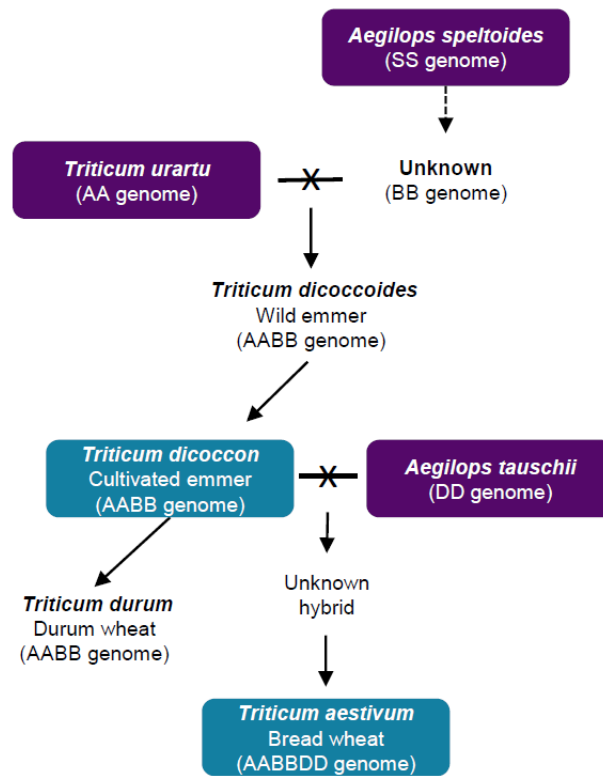 Aegilops speltoides
(SS genome)
Triticum urartu
(AA genome)
X
Unknown
(BB genome)
Triticum dicoccoides
Wild emmer
(AABB genome)
Triticum dicoccon
Cultivated emmer
(AABB genome)
X
Aegilops tauschii
(DD genome)
Triticum durum
Durum wheat
(AABB genome)
Unknown
hybrid
Triticum aestivum
Bread wheat
(AABBDD genome)